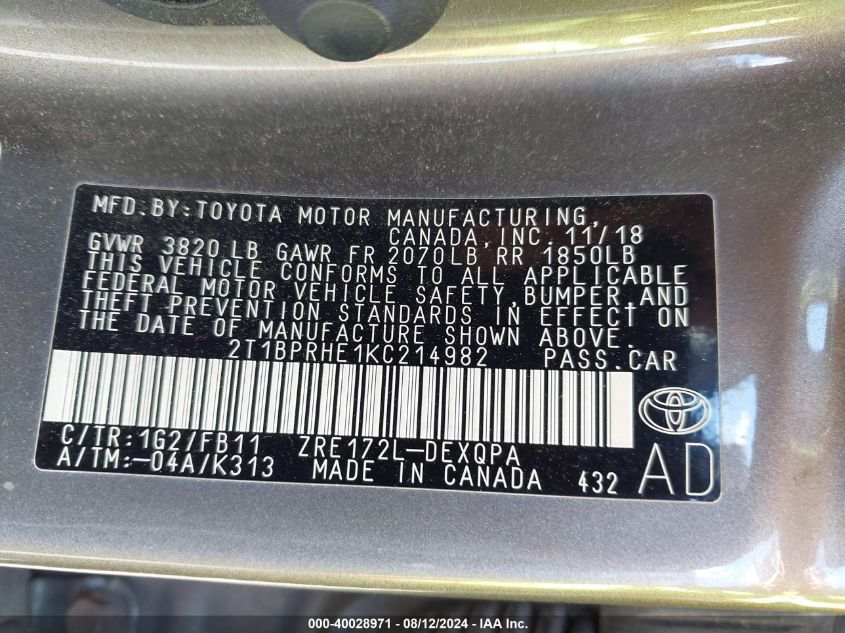 MFD.BY:TOYOTA MOTOR MANUFACTURING,
CANADA,INC. 11/18
GVWR 3820 LB GAWR FR 2070LB RR 1850LB
THIS VEHICLE CONFORMS TO ALL APPLICABLE
FEDERAL MOTOR VEHICLE SAFETY,BUMPER,AND
THEFT PREVENTION STANDARDS IN EFFECT ON
THE DATE OF MANUFACTURE SHOWN ABOVE.
2T1BPRHE1KC214982 PASS.CAR
C/TR:1G2/FB11 ZRE172L-DEXQPA
A/TM:-04A/K313 MADE IN CANADA 432
AD
000-40028971 - 08/12/2024 - © IAA Inc.